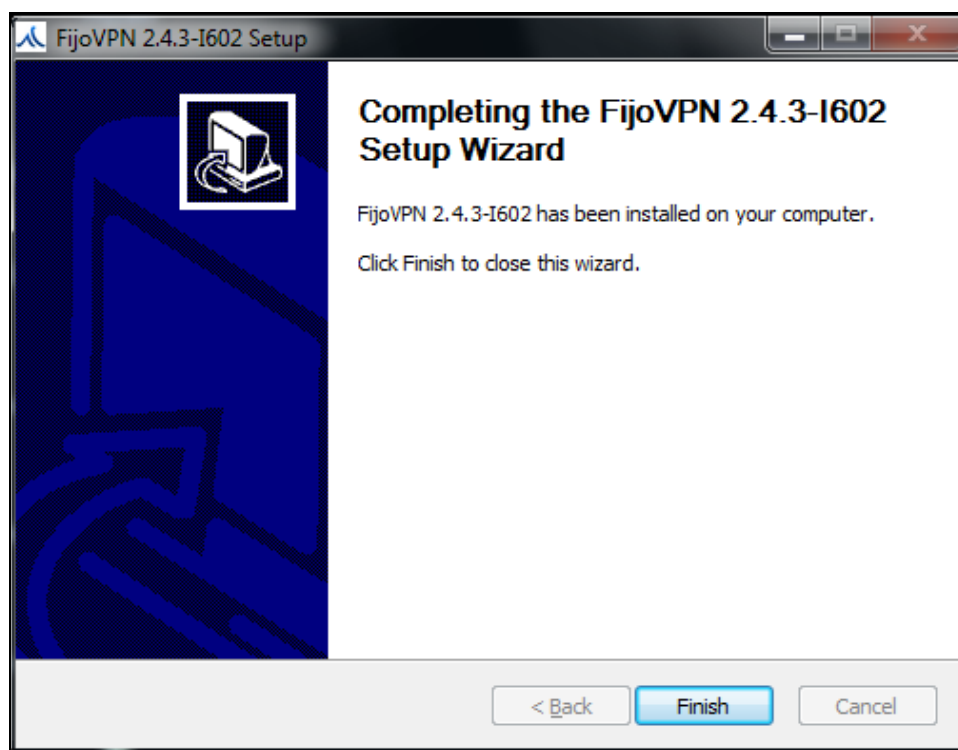 FijoVPN 2.4.3-I602 Setup
Completing the FijoVPN 2.4.3-I602
Setup Wizard
FijoVPN 2.4.3-I602 has been installed on your computer.
Click Finish to close this wizard.
< Back
Finish
Cancel